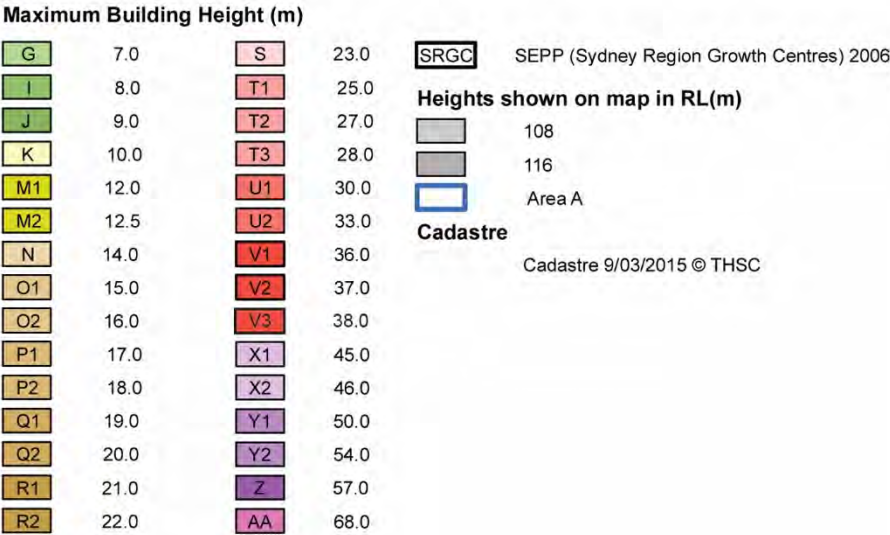 Maximum Building Height (m)
G 7.0
I 8.0
J 9.0
K 10.0
M1 12.0
M2 12.5
N 14.0
O1 15.0
O2 16.0
P1 17.0
P2 18.0
Q1 19.0
Q2 20.0
R1 21.0
R2 22.0
S 23.0
T1 25.0
T2 27.0
T3 28.0
U1 30.0
U2 33.0
V1 36.0
V2 37.0
V3 38.0
X1 45.0
X2 46.0
Y1 50.0
Y2 54.0
Z 57.0
AA 68.0
SRGC SEPP (Sydney Region Growth Centres) 2006
Heights shown on map in RL(m)
108
116
Area A
Cadastre
Cadastre 9/03/2015 © THSC